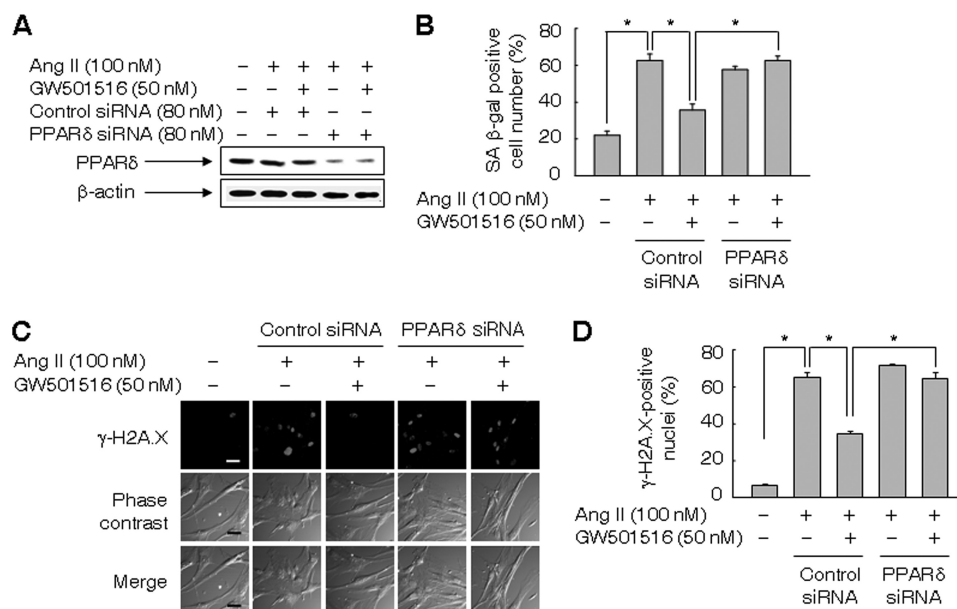 A
Ang II (100 nM) – + + + +
GW501516 (50 nM) – – + – +
Control siRNA (80 nM) – + + – –
PPARδ siRNA (80 nM) – – – + +
PPARδ
β-actin
B
SA β-gal positive
cell number (%)
80
60
40
20
0
* * *
Ang II (100 nM) – + + + +
GW501516 (50 nM) – – + – +
Control siRNA
PPARδ siRNA
C
Control siRNA PPARδ siRNA
Ang II (100 nM) – + + + +
GW501516 (50 nM) – – + – +
γ-H2A.X
Phase contrast
Merge
D
γ-H2A.X-positive
nuclei (%)
80
60
40
20
0
* * *
Ang II (100 nM) – + + + +
GW501516 (50 nM) – – + – +
Control siRNA
PPARδ siRNA